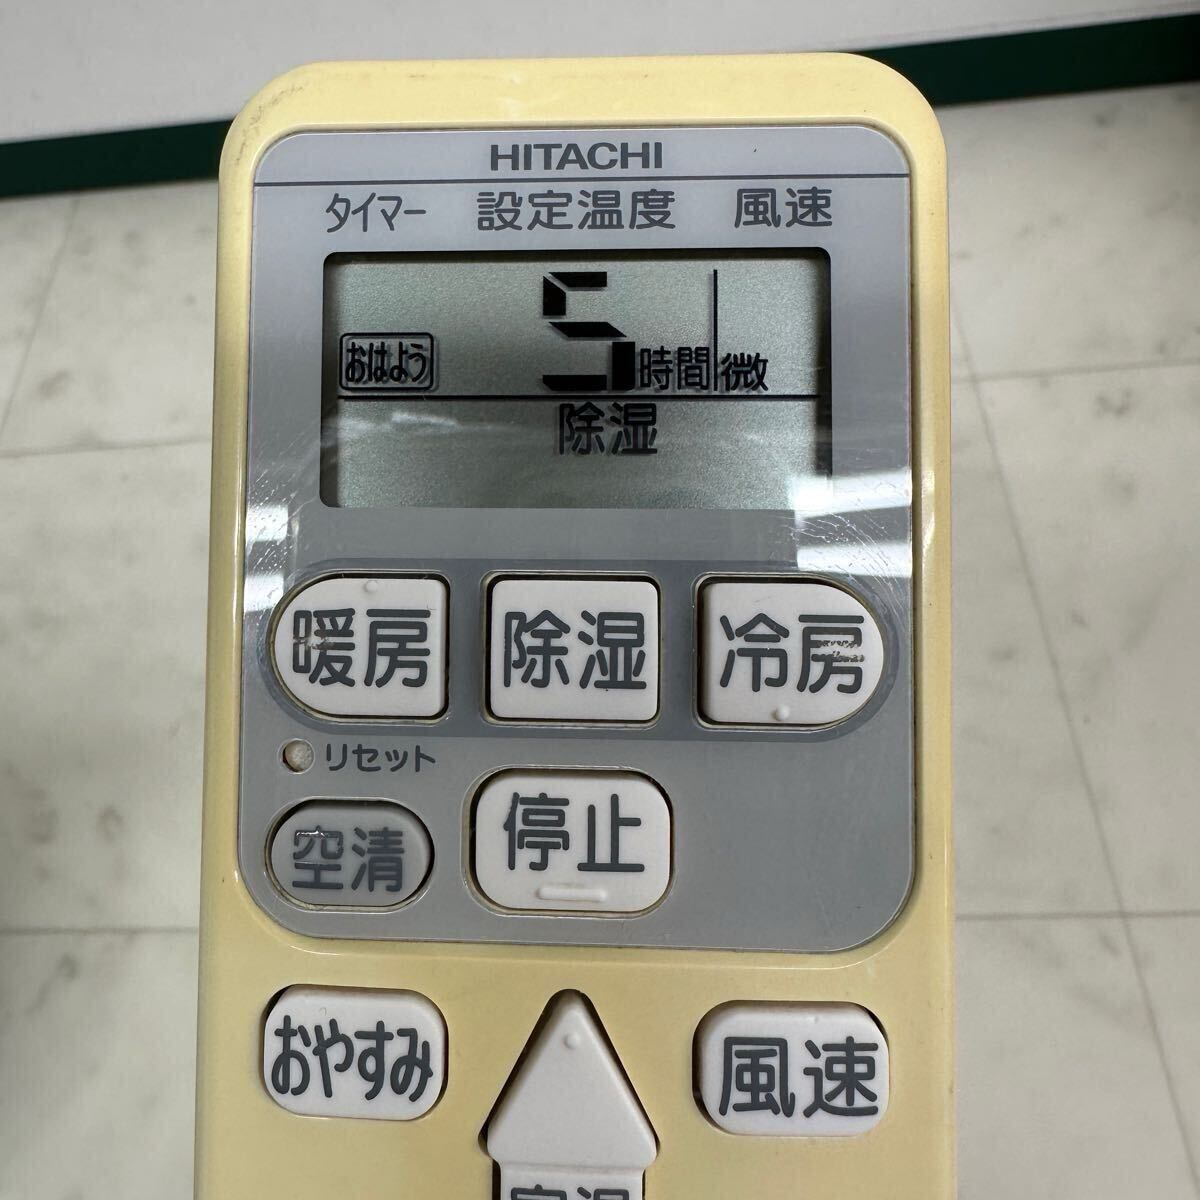 HITACHI
タイマー 設定温度 風速
おはよう 5時間 微
除湿
暖房 除湿 冷房
リセット
空清 停止
おやすみ 風速
室温